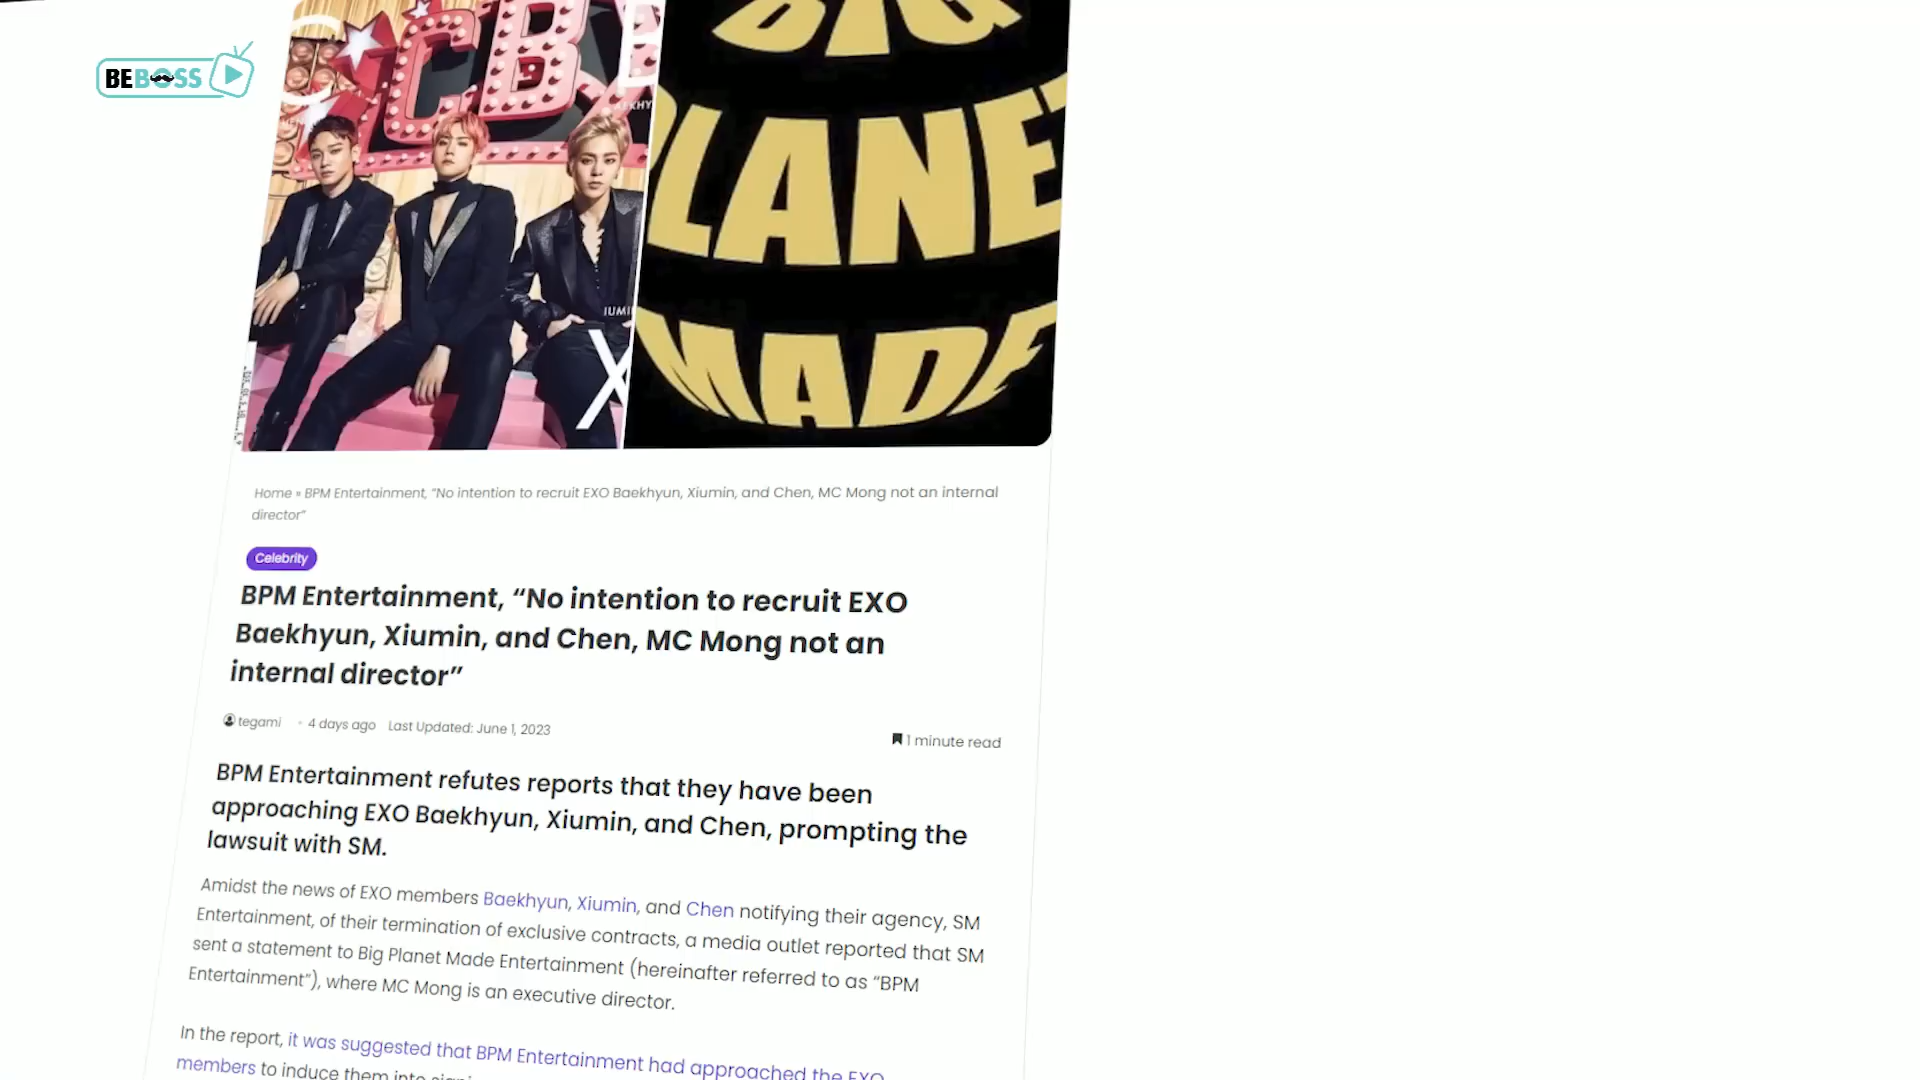 BEBOSS
CBX
BIG
PLANET
MADE
X
Home » BPM Entertainment, “No intention to recruit EXO Baekhyun, Xiumin, and Chen, MC Mong not an internal
director”
Celebrity
BPM Entertainment, “No intention to recruit EXO
Baekhyun, Xiumin, and Chen, MC Mong not an
internal director”
tegami • 4 days ago Last Updated: June 1, 2023
1 minute read
BPM Entertainment refutes reports that they have been
approaching EXO Baekhyun, Xiumin, and Chen, prompting the
lawsuit with SM.
Amidst the news of EXO members Baekhyun, Xiumin, and Chen notifying their agency, SM
Entertainment, of their termination of exclusive contracts, a media outlet reported that SM
sent a statement to Big Planet Made Entertainment (hereinafter referred to as “BPM
Entertainment”), where MC Mong is an executive director.
In the report, it was suggested that BPM Entertainment had approached the EXO
members to induce them into